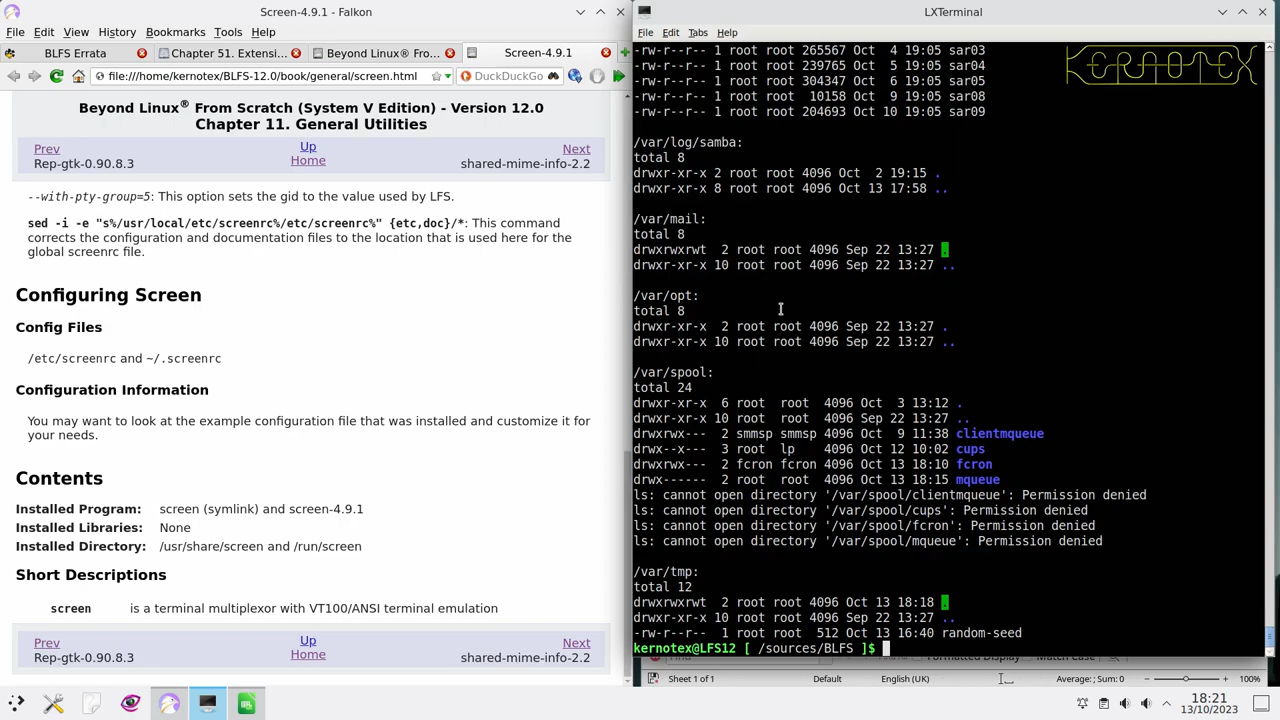 Screen-4.9.1 - Falkon
File Edit View History Bookmarks Tools Help
BLFS Errata
Chapter 51. Extensi...
Beyond Linux® Fro...
Screen-4.9.1
file:///home/kernotex/BLFS-12.0/book/general/screen.html
DuckDuckGo
Beyond Linux® From Scratch (System V Edition) - Version 12.0
Chapter 11. General Utilities
Prev Up Next
Rep-gtk-0.90.8.3 Home shared-mime-info-2.2
--with-pty-group=5: This option sets the gid to the value used by LFS.
sed -i -e "s%/usr/local/etc/screenrc%/etc/screenrc%" {etc,doc}/*: This command
corrects the configuration and documentation files to the location that is used here for the
global screenrc file.
Configuring Screen
Config Files
/etc/screenrc and ~/.screenrc
Configuration Information
You may want to look at the example configuration file that was installed and customize it for
your needs.
Contents
Installed Program: screen (symlink) and screen-4.9.1
Installed Libraries: None
Installed Directory: /usr/share/screen and /run/screen
Short Descriptions
screen is a terminal multiplexor with VT100/ANSI terminal emulation
Prev Up Next
Rep-gtk-0.90.8.3 Home shared-mime-info-2.2
LXTerminal
File Edit Tabs Help
KERNOTEX
-rw-r--r-- 1 root root 265567 Oct  4 19:05 sar03
-rw-r--r-- 1 root root 239765 Oct  5 19:05 sar04
-rw-r--r-- 1 root root 304347 Oct  6 19:05 sar05
-rw-r--r-- 1 root root  10158 Oct  9 19:05 sar08
-rw-r--r-- 1 root root 204693 Oct 10 19:05 sar09
/var/log/samba:
total 8
drwxr-xr-x 2 root root 4096 Oct  2 19:15 .
drwxr-xr-x 8 root root 4096 Oct 13 17:58 ..
/var/mail:
total 8
drwxrwxrwt  2 root root 4096 Sep 22 13:27 .
drwxr-xr-x 10 root root 4096 Sep 22 13:27 ..
/var/opt:
total 8
drwxr-xr-x  2 root root 4096 Sep 22 13:27 .
drwxr-xr-x 10 root root 4096 Sep 22 13:27 ..
/var/spool:
total 24
drwxr-xr-x  6 root  root  4096 Oct  3 13:12 .
drwxr-xr-x 10 root  root  4096 Sep 22 13:27 ..
drwxrwx---  2 smmsp smmsp 4096 Oct  9 11:38 clientmqueue
drwx--x---  3 root  lp    4096 Oct 12 10:02 cups
drwxrwx---  2 fcron fcron 4096 Oct 13 18:10 fcron
drwx------  2 root  root  4096 Oct 13 18:15 mqueue
ls: cannot open directory '/var/spool/clientmqueue': Permission denied
ls: cannot open directory '/var/spool/cups': Permission denied
ls: cannot open directory '/var/spool/fcron': Permission denied
ls: cannot open directory '/var/spool/mqueue': Permission denied
/var/tmp:
total 12
drwxrwxrwt  2 root root 4096 Oct 13 18:18 .
drwxr-xr-x 10 root root 4096 Sep 22 13:27 ..
-rw-r--r--  1 root root  512 Oct 13 16:40 random-seed
kernotex@LFS12 [ /sources/BLFS ]$
Sheet 1 of 1 Default English (UK) Average: ; Sum: 0 100%
18:21
13/10/2023